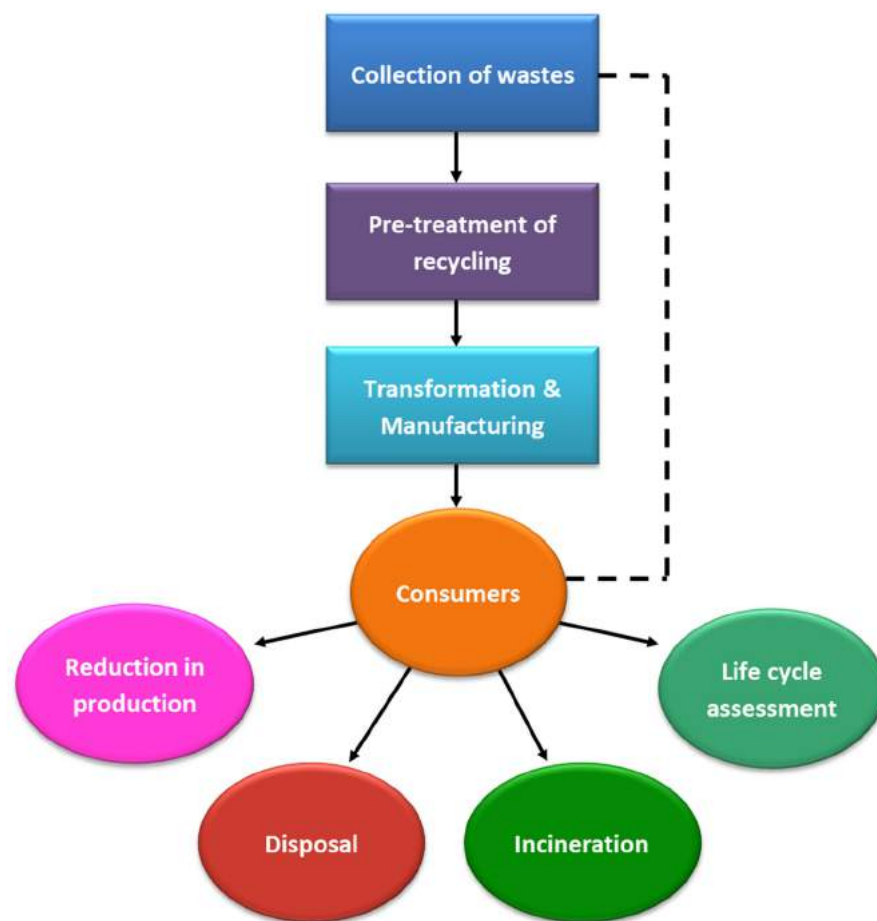 Collection of wastes
Pre-treatment of
recycling
Transformation &
Manufacturing
Consumers
Reduction in
production
Life cycle
assessment
Disposal
Incineration